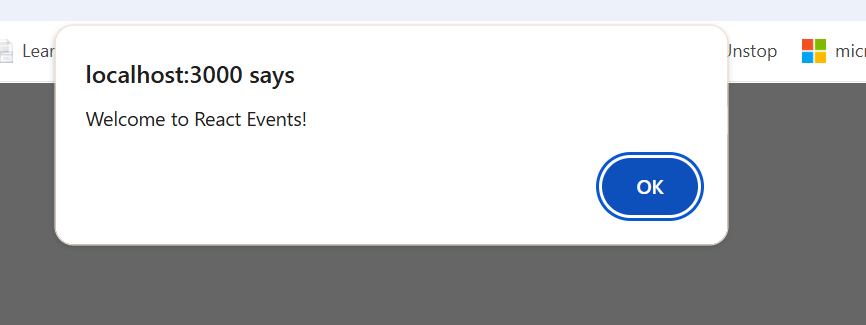 Lear
localhost:3000 says
Welcome to React Events!
OK
Unstop
micr